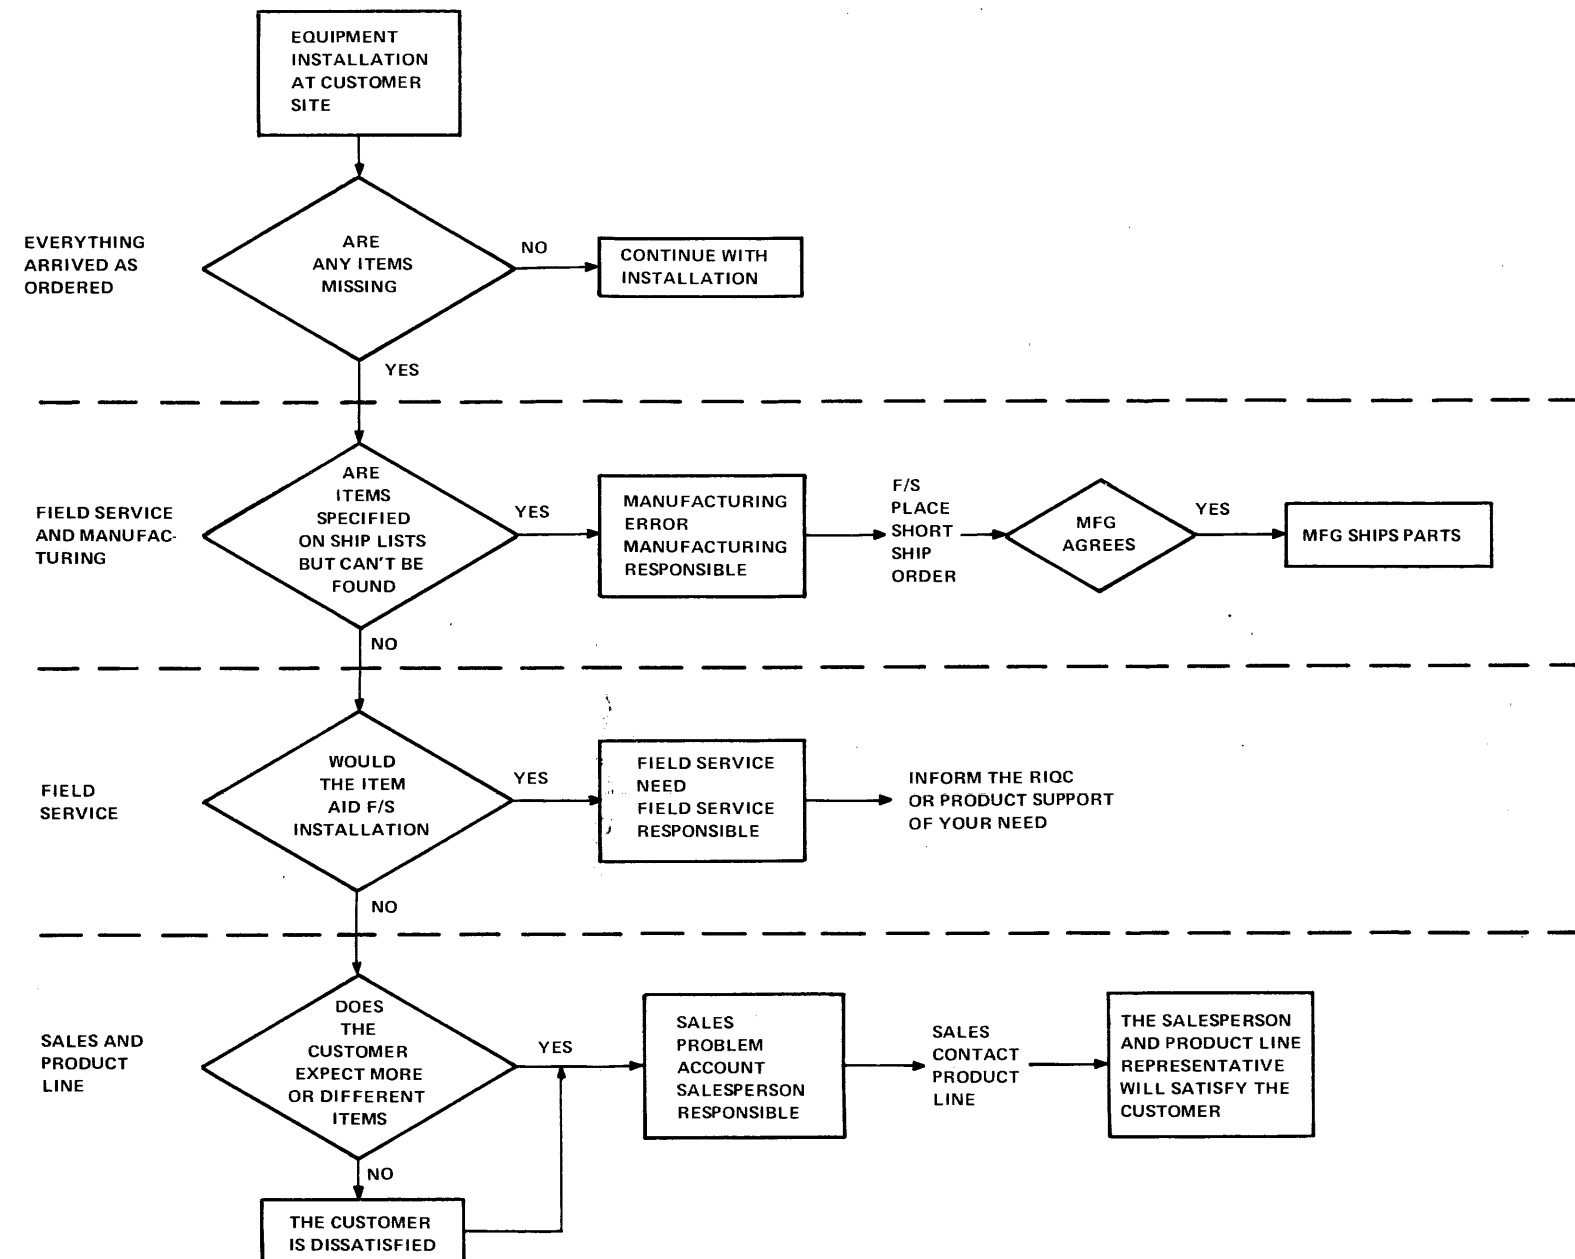 EQUIPMENT
INSTALLATION
AT CUSTOMER
SITE
EVERYTHING
ARRIVED AS
ORDERED
ARE
ANY ITEMS
MISSING
NO
CONTINUE WITH
INSTALLATION
YES
FIELD SERVICE
AND MANUFAC-
TURING
ARE
ITEMS
SPECIFIED
ON SHIP LISTS
BUT CAN'T BE
FOUND
YES
MANUFACTURING
ERROR
MANUFACTURING
RESPONSIBLE
F/S
PLACE
SHORT
SHIP
ORDER
MFG
AGREES
YES
MFG SHIPS PARTS
NO
FIELD
SERVICE
WOULD
THE ITEM
AID F/S
INSTALLATION
YES
FIELD SERVICE
NEED
FIELD SERVICE
RESPONSIBLE
INFORM THE RIQC
OR PRODUCT SUPPORT
OF YOUR NEED
NO
SALES AND
PRODUCT
LINE
DOES
THE
CUSTOMER
EXPECT MORE
OR DIFFERENT
ITEMS
YES
SALES
PROBLEM
ACCOUNT
SALESPERSON
RESPONSIBLE
SALES
CONTACT
PRODUCT
LINE
THE SALESPERSON
AND PRODUCT LINE
REPRESENTATIVE
WILL SATISFY THE
CUSTOMER
NO
THE CUSTOMER
IS DISSATISFIED